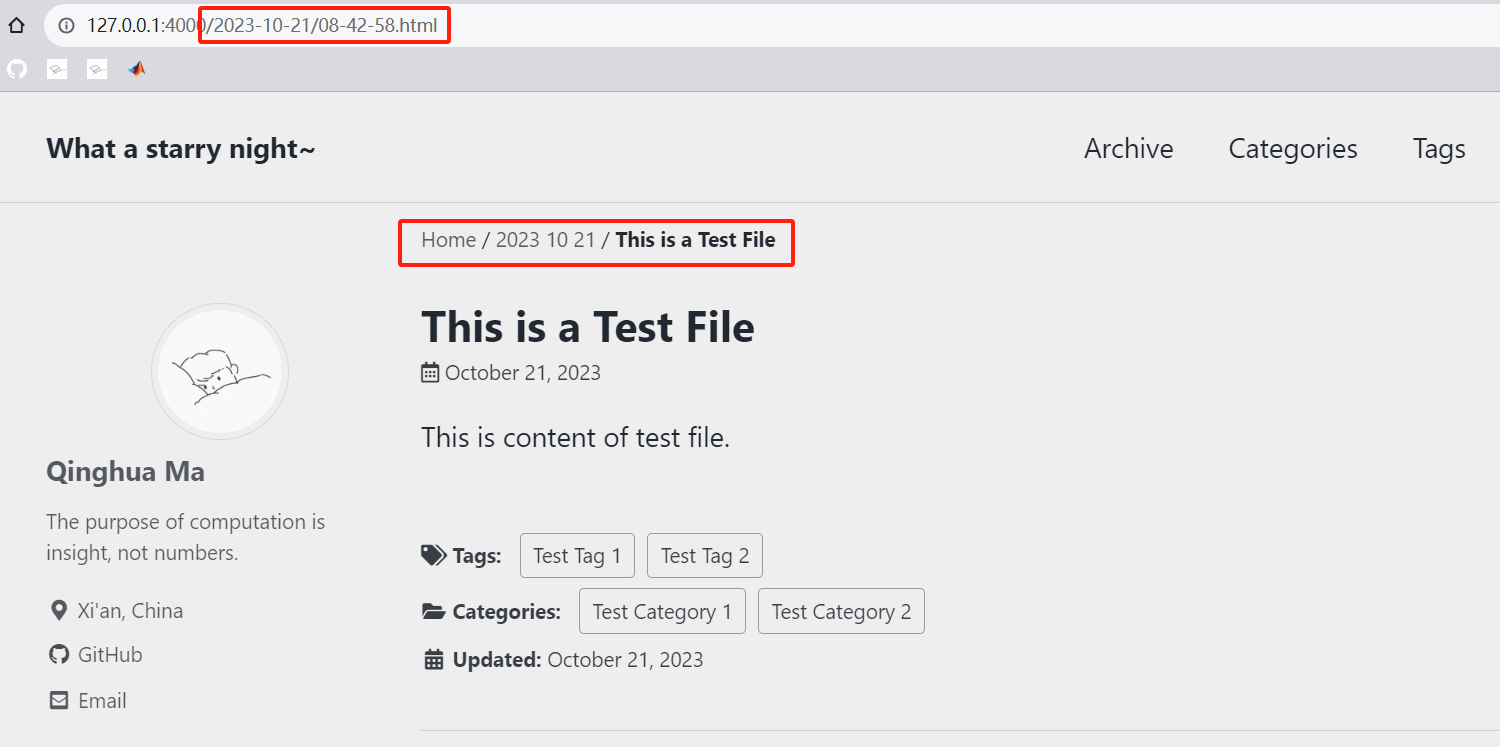 127.0.0.1:4000/2023-10-21/08-42-58.html
What a starry night~
Archive
Categories
Tags
Home / 2023 10 21 / This is a Test File
This is a Test File
October 21, 2023
This is content of test file.
Qinghua Ma
The purpose of computation is
insight, not numbers.
Xi'an, China
GitHub
Email
Tags: Test Tag 1 Test Tag 2
Categories: Test Category 1 Test Category 2
Updated: October 21, 2023